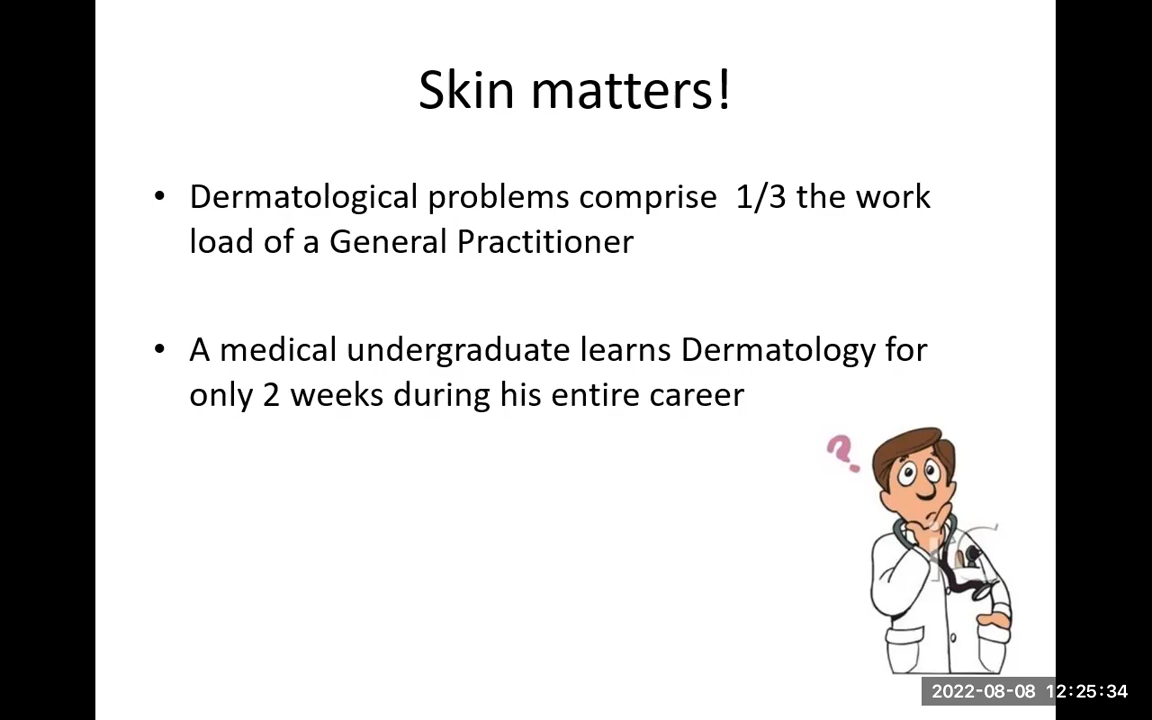 Skin matters!
• Dermatological problems comprise  1/3 the work
load of a General Practitioner
• A medical undergraduate learns Dermatology for
only 2 weeks during his entire career
?
2022-08-08 12:25:34